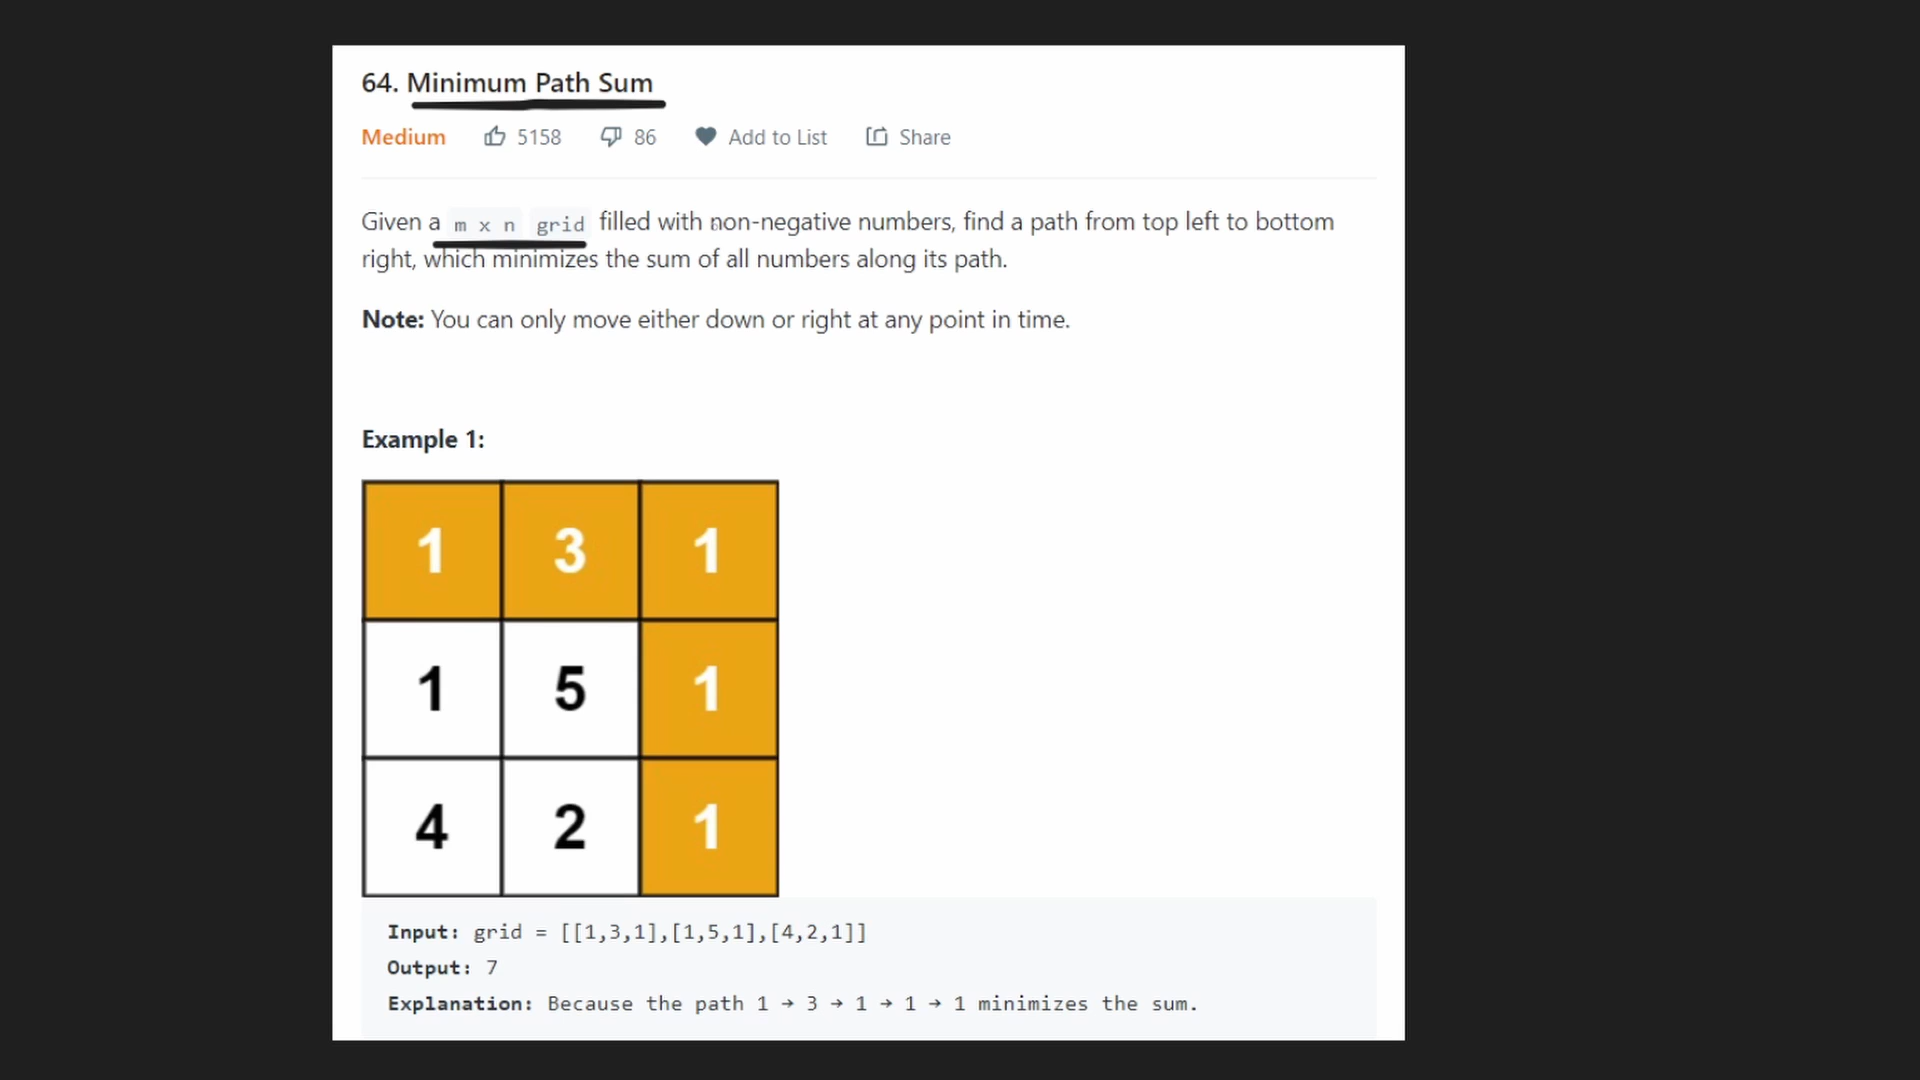 64. Minimum Path Sum
Medium 5158 86 Add to List Share
Given a m x n grid filled with non-negative numbers, find a path from top left to bottom
right, which minimizes the sum of all numbers along its path.
Note: You can only move either down or right at any point in time.
Example 1:
1 3 1
1 5 1
4 2 1
Input: grid = [[1,3,1],[1,5,1],[4,2,1]]
Output: 7
Explanation: Because the path 1 → 3 → 1 → 1 → 1 minimizes the sum.